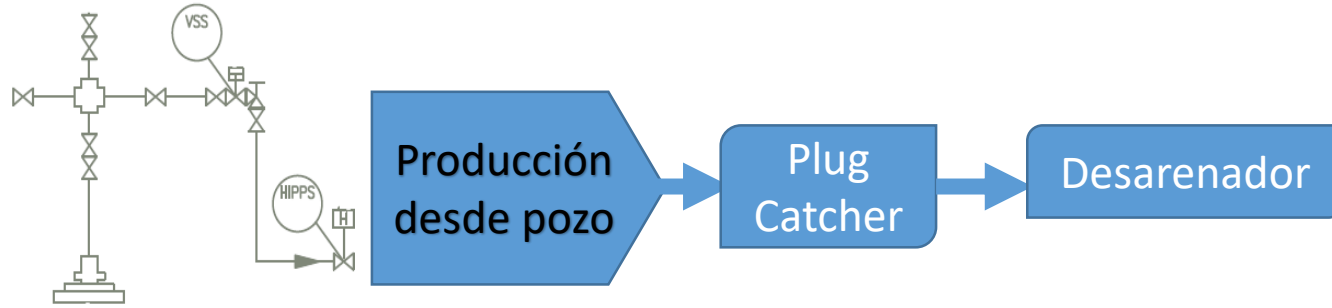 VSS
HIPPS
H
Producción
desde pozo
Plug
Catcher
Desarenador